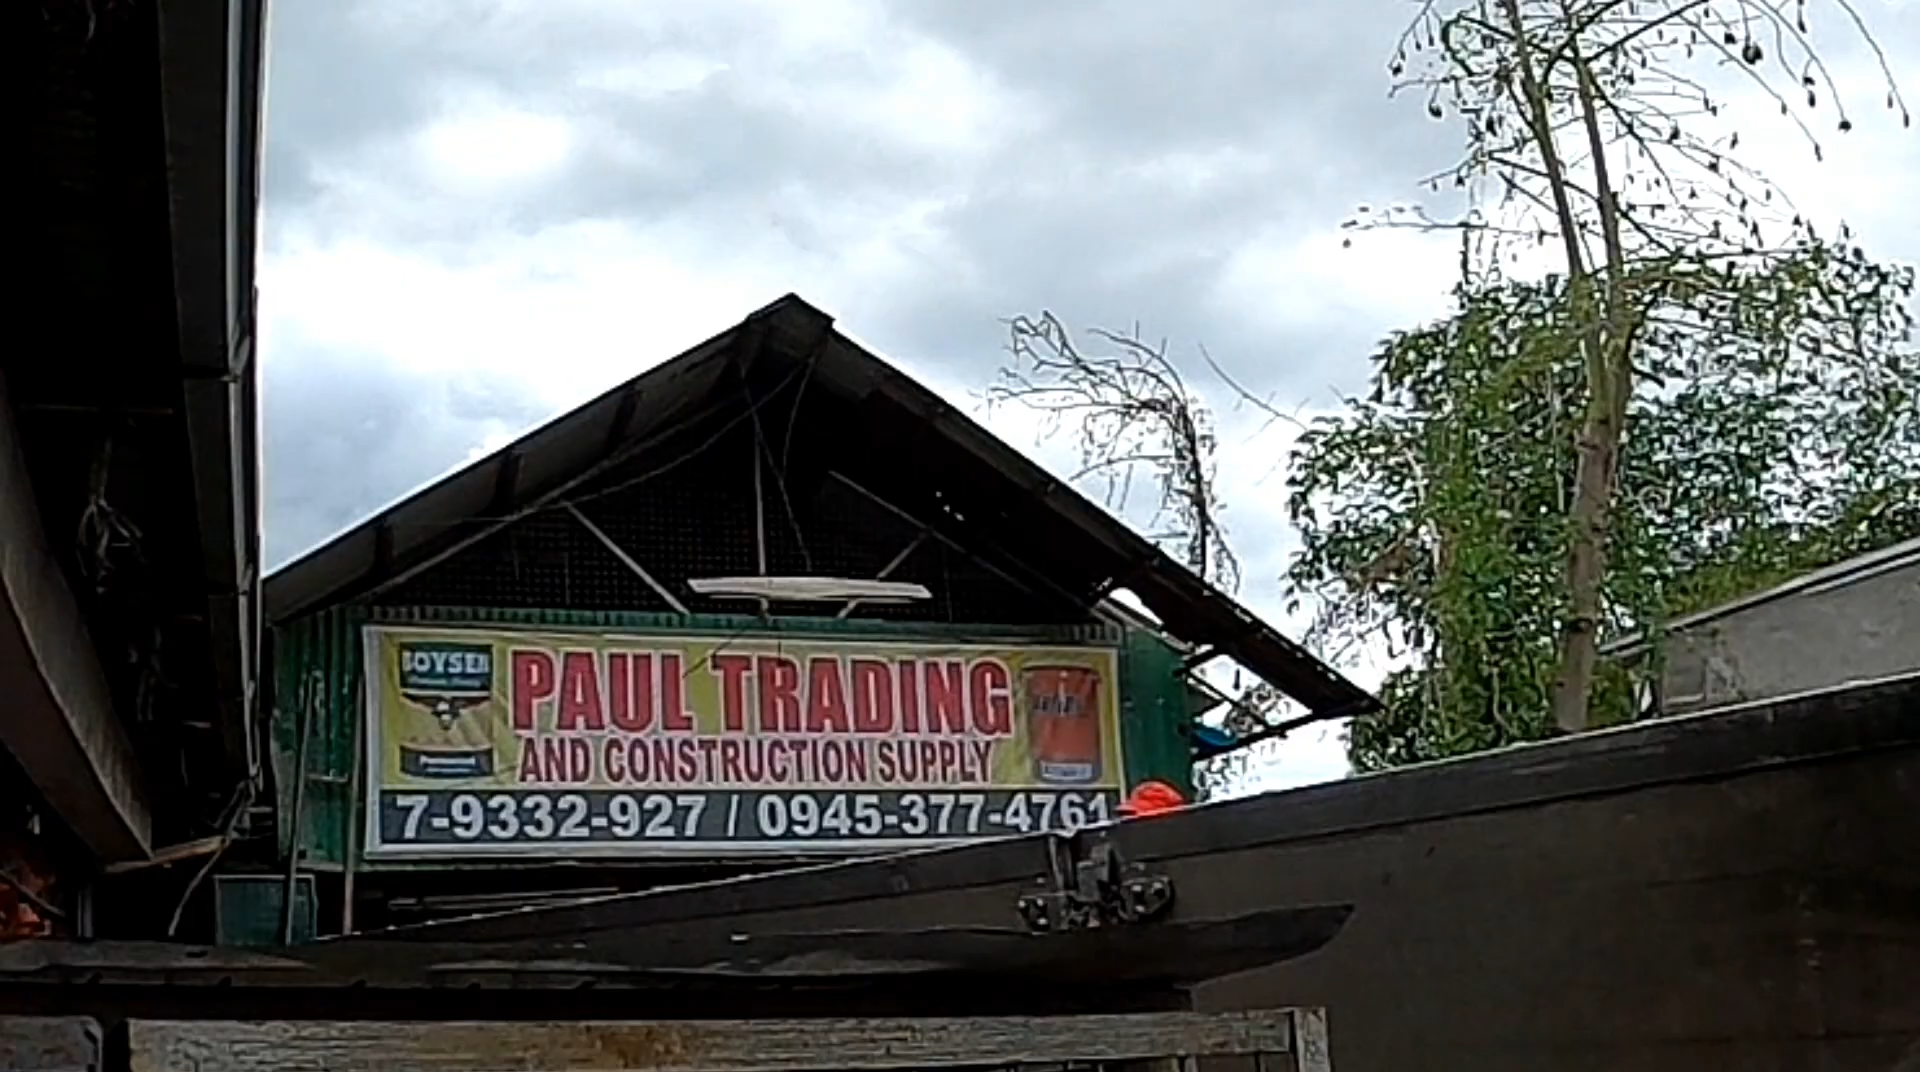 BOYSEN
PAUL TRADING
AND CONSTRUCTION SUPPLY
7-9332-927 / 0945-377-4761